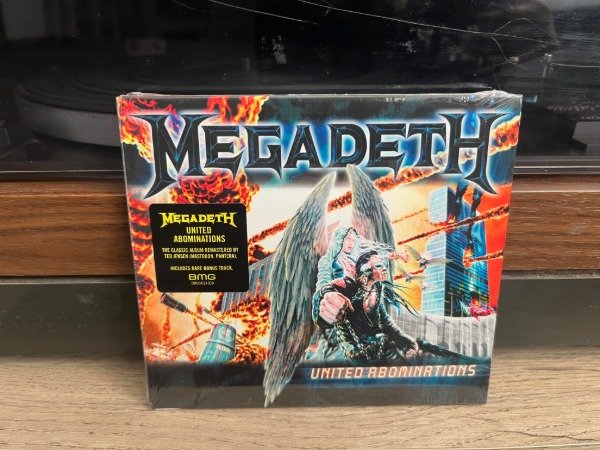 MEGADETH
MEGADETH
UNITED
ABOMINATIONS
THE CLASSIC ALBUM REMASTERED BY
TED JENSEN (MASTODON, PANTERA).
INCLUDES RARE BONUS TRACK.
BMG
UNITED ABOMINATIONS